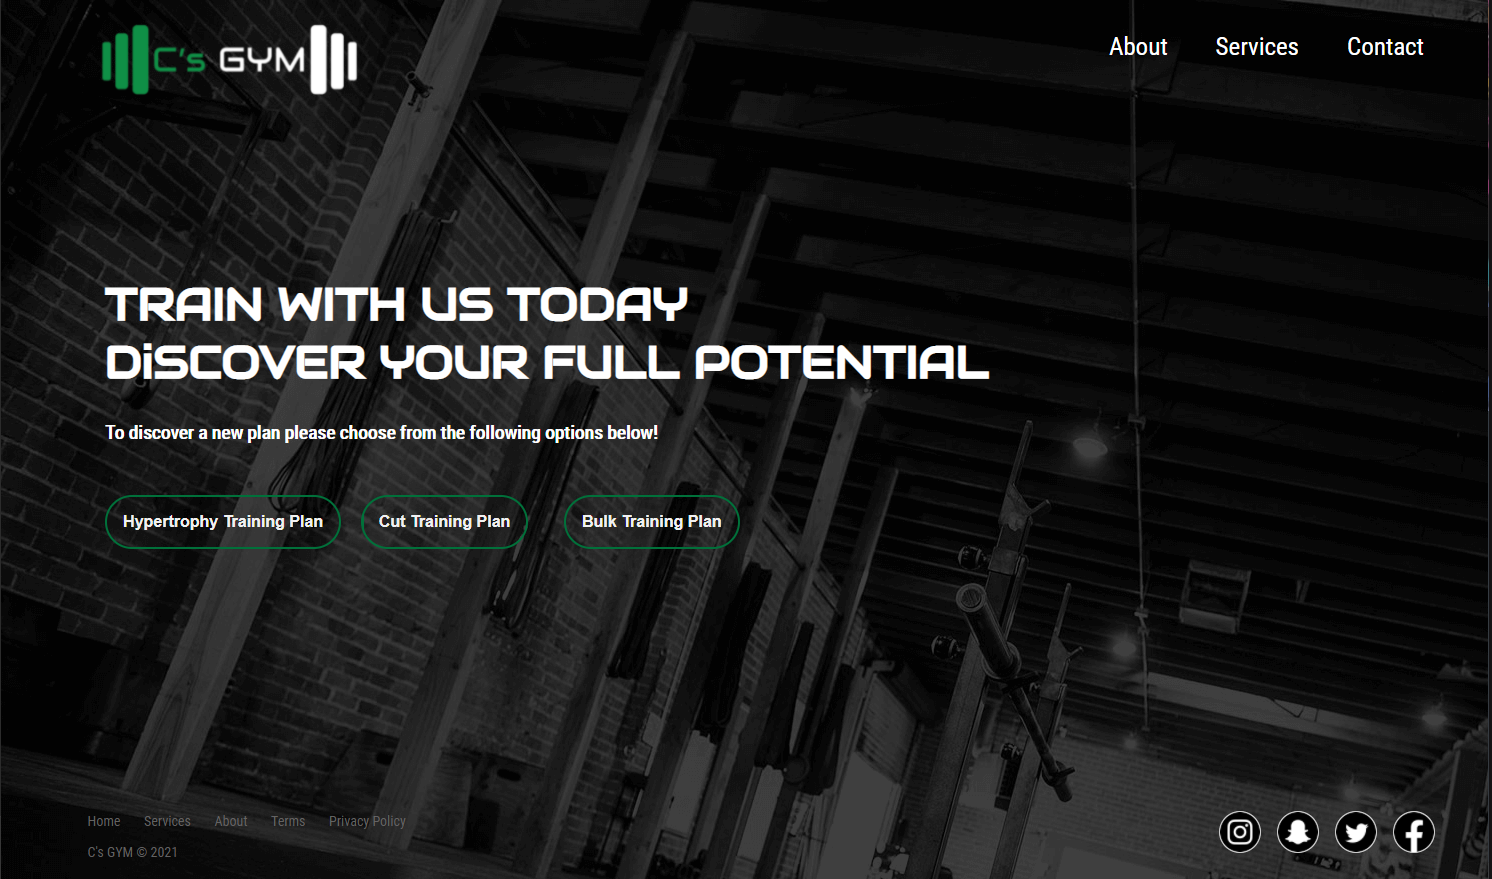 C's GYM
About Services Contact
TRAIN WITH US TODAY
DiSCOVER YOUR FULL POTENTIAL
To discover a new plan please choose from the following options below!
Hypertrophy Training Plan Cut Training Plan Bulk Training Plan
Home Services About Terms Privacy Policy
C's GYM © 2021